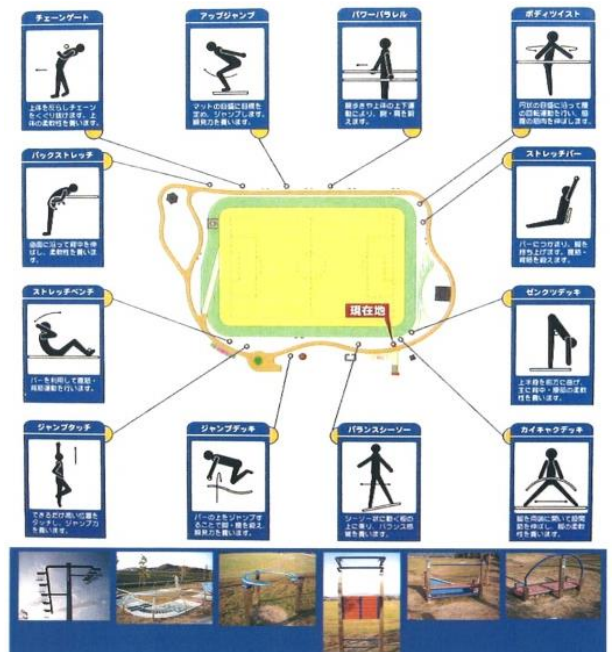 チェーンゲート
上体を反らしチェーン
をくぐり抜けます。上
体の柔軟性を養います。
アップジャンプ
マットの目盛に目標を
定め、ジャンプします。
瞬発力を養います。
パワーパラレル
腕歩きや上体の上下運
動により、腕・肩を鍛
えます。
ボディツイスト
円状の目盛に沿って腰
の回転運動を行い、脇
腹の筋肉を伸ばします。
バックストレッチ
曲面に沿って背中を伸
ばし、柔軟性を養いま
す。
ストレッチバー
バーにつかまり、脚を
持ち上げます。腹筋・
背筋を鍛えます。
ストレッチベンチ
バーを利用して腹筋・
背筋運動を行います。
現在地
ゼンクツデッキ
上半身を前方に曲げ、
主に背中・腰部の柔軟
性を養います。
ジャンプタッチ
できるだけ高い位置を
タッチし、ジャンプ力
を養います。
ジャンプデッキ
バーの上をジャンプす
ることで脚・腰を鍛え、
瞬発力を養います。
バランスシーソー
シーソー状に動く板の
上に乗り、バランス感
覚を養います。
カイキャクデッキ
脚を両端に開いて股関
節を伸ばし、脚の柔軟
性を養います。